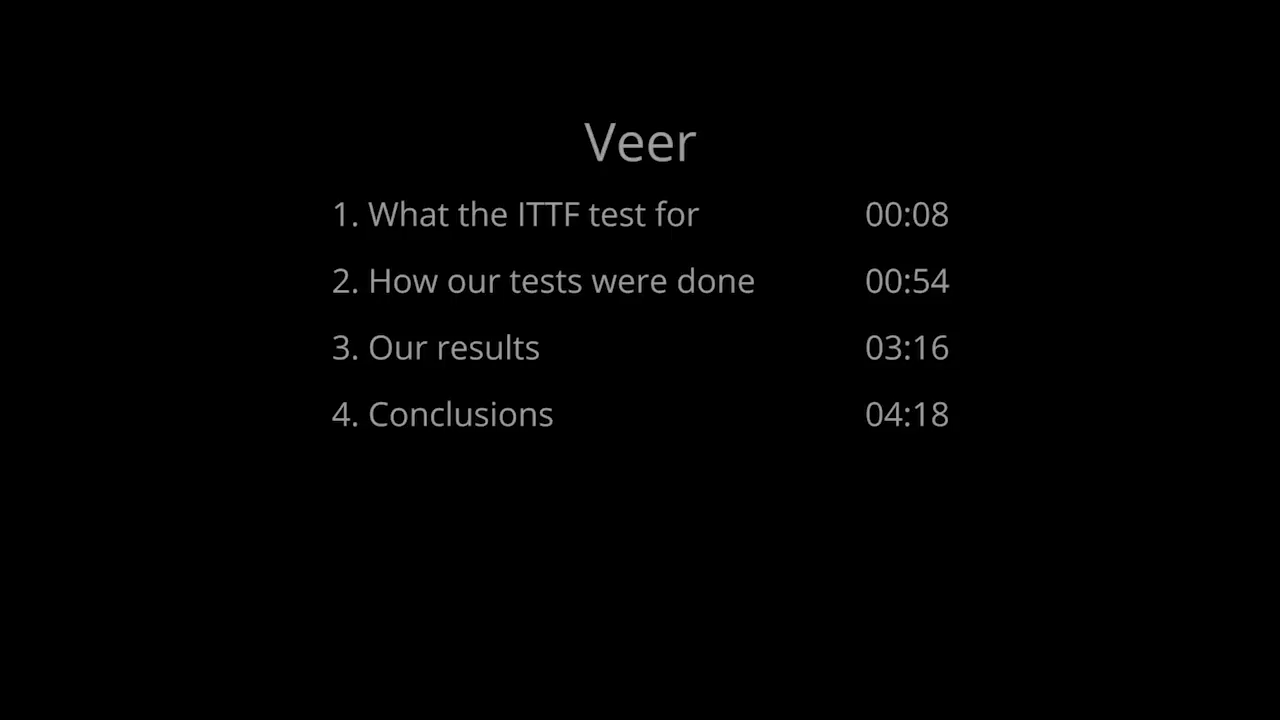 Veer
1. What the ITTF test for 00:08
2. How our tests were done 00:54
3. Our results 03:16
4. Conclusions 04:18